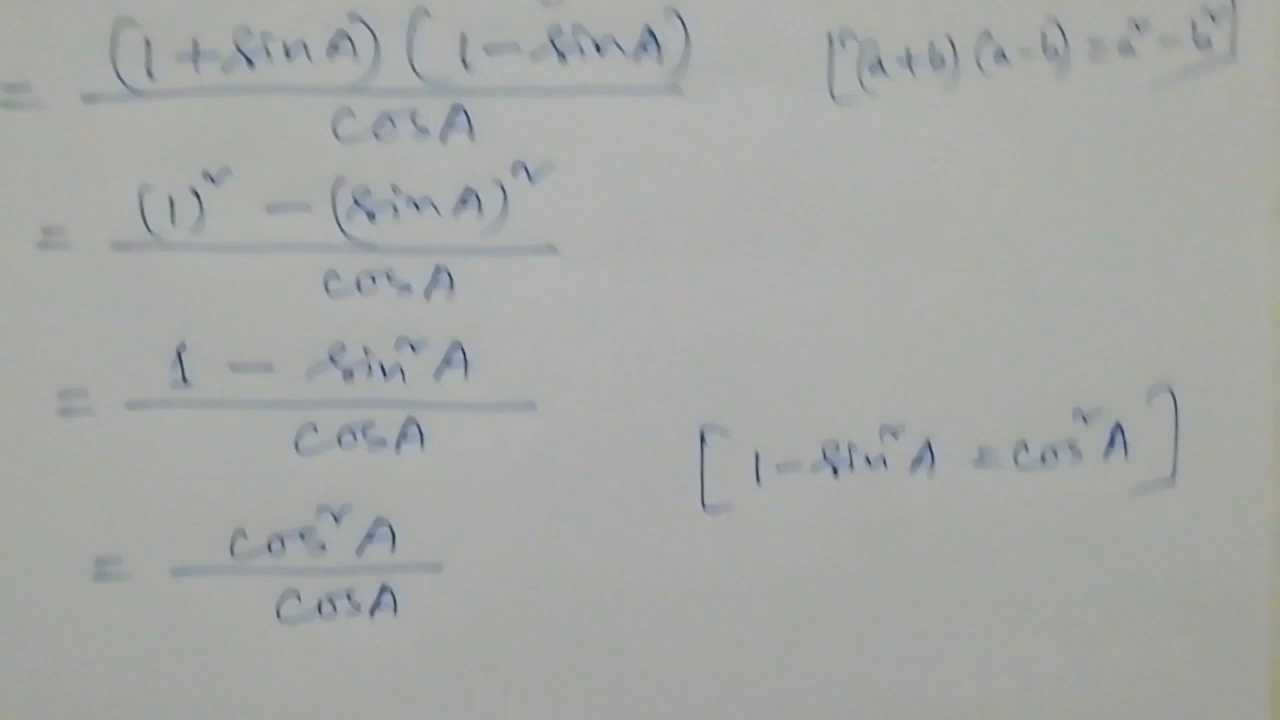 = (1+sinA)(1-sinA) / cosA [∵(a+b)(a-b)=a²-b²]
= (1)² - (sinA)² / cosA
= 1 - sin²A / cosA [1-sin²A = cos²A]
= cos²A / cosA